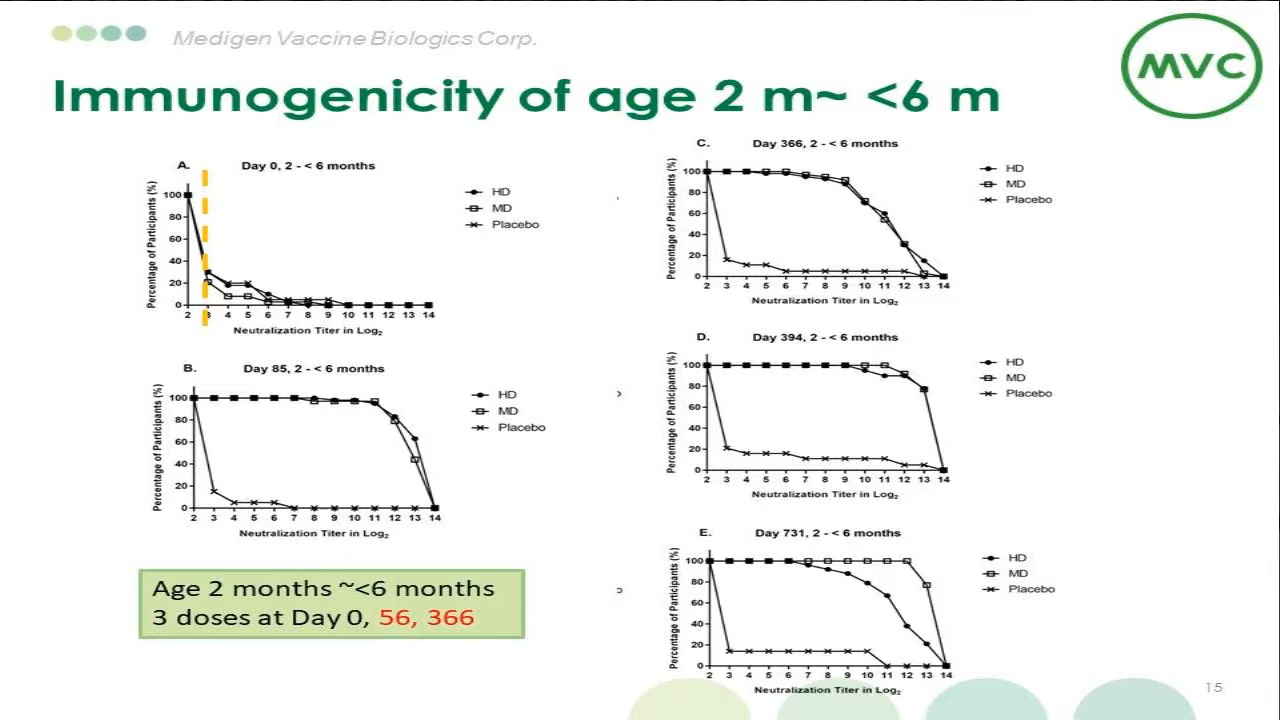 Medigen Vaccine Biologics Corp.
MVC
Immunogenicity of age 2 m~ <6 m
A. Day 0, 2 - < 6 months
Percentage of Participants (%)
100
80
60
40
20
0
2 3 4 5 6 7 8 9 10 11 12 13 14
Neutralization Titer in Log2
HD
MD
Placebo
B. Day 85, 2 - < 6 months
Percentage of Participants (%)
100
80
60
40
20
0
2 3 4 5 6 7 8 9 10 11 12 13 14
Neutralization Titer in Log2
HD
MD
Placebo
Age 2 months ~<6 months
3 doses at Day 0, 56, 366
C. Day 366, 2 - < 6 months
Percentage of Participants (%)
100
80
60
40
20
0
2 3 4 5 6 7 8 9 10 11 12 13 14
Neutralization Titer in Log2
HD
MD
Placebo
D. Day 394, 2 - < 6 months
Percentage of Participants (%)
100
80
60
40
20
0
2 3 4 5 6 7 8 9 10 11 12 13 14
Neutralization Titer in Log2
HD
MD
Placebo
E. Day 731, 2 - < 6 months
Percentage of Participants (%)
100
80
60
40
20
0
2 3 4 5 6 7 8 9 10 11 12 13 14
Neutralization Titer in Log2
HD
MD
Placebo
15